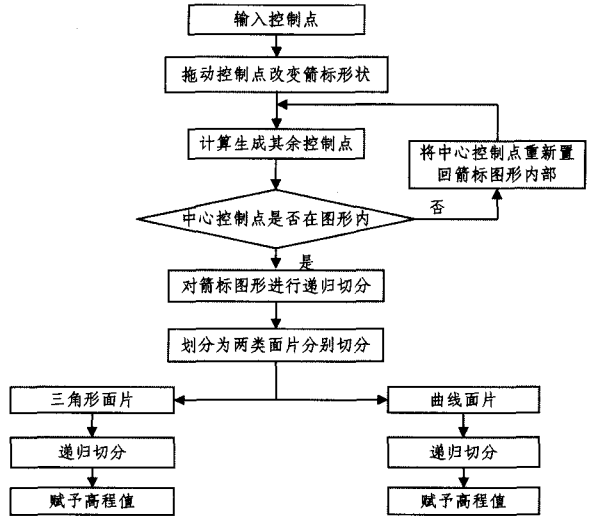 输入控制点
拖动控制点改变箭标形状
计算生成其余控制点
将中心控制点重新置
回箭标图形内部
中心控制点是否在图形内
否
是
对箭标图形进行递归切分
划分为两类面片分别切分
三角形面片
曲线面片
递归切分
递归切分
赋予高程值
赋予高程值